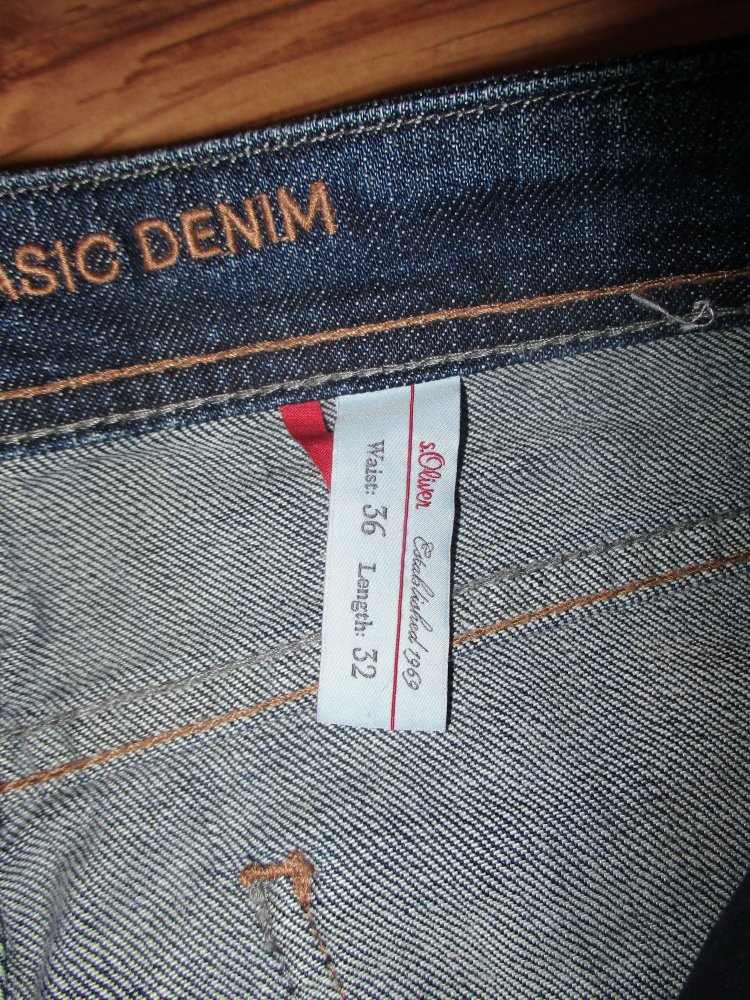 ASIC DENIM
s.Oliver Established 1969
Waist: 36 Length: 32